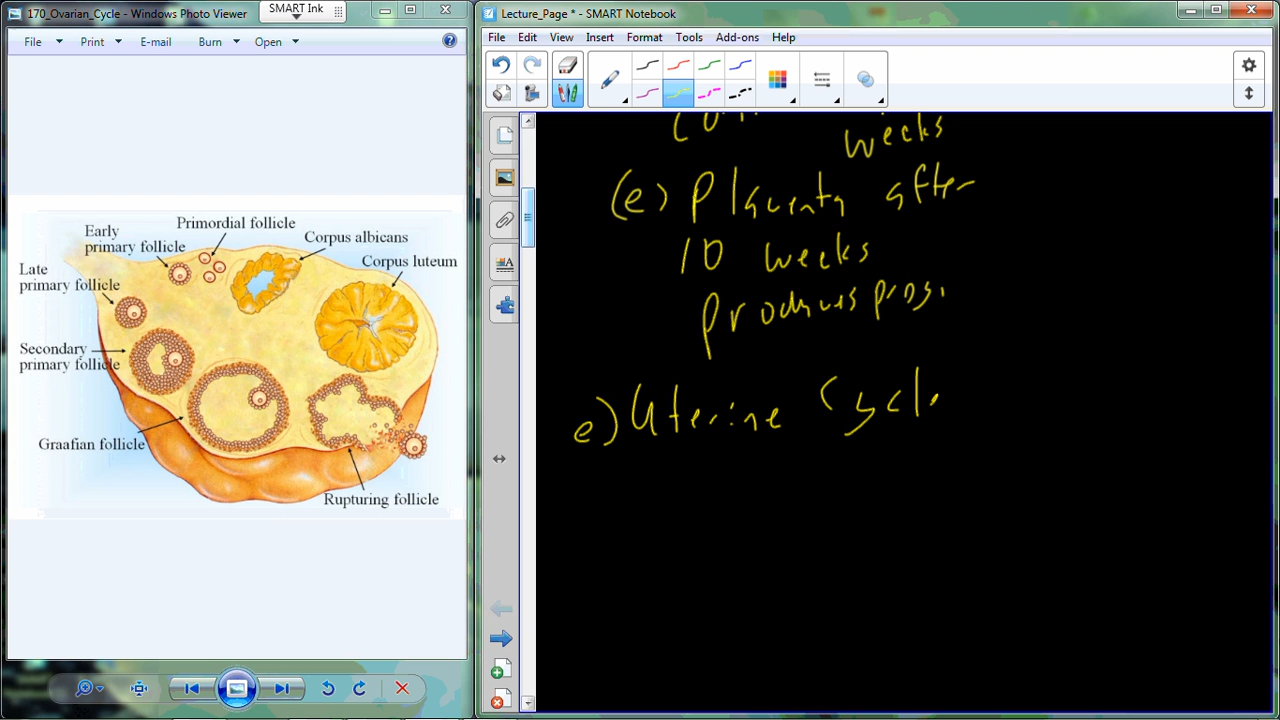 170_Ovarian_Cycle - Windows Photo Viewer
SMART Ink
File Print E-mail Burn Open
Early
primary follicle
Primordial follicle
Corpus albicans
Corpus luteum
Late
primary follicle
Secondary
primary follicle
Graafian follicle
Rupturing follicle
Lecture_Page * - SMART Notebook
File Edit View Insert Format Tools Add-ons Help
weeks
(e) Placenta after
10 weeks
produces prog.
e) Uterine Cycle